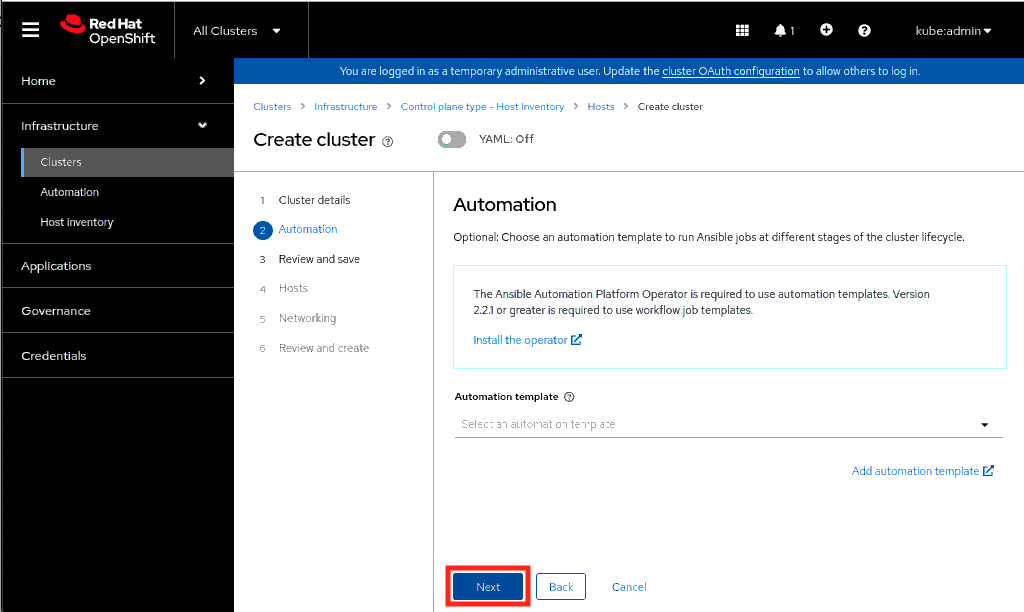 Red Hat
OpenShift
All Clusters
1
kube:admin
You are logged in as a temporary administrative user. Update the cluster OAuth configuration to allow others to log in.
Home
Infrastructure
Clusters
Automation
Host inventory
Applications
Governance
Credentials
Clusters > Infrastructure > Control plane type - Host Inventory > Hosts > Create cluster
Create cluster
YAML: Off
1 Cluster details
2 Automation
3 Review and save
4 Hosts
5 Networking
6 Review and create
Automation
Optional: Choose an automation template to run Ansible jobs at different stages of the cluster lifecycle.
The Ansible Automation Platform Operator is required to use automation templates. Version
2.2.1 or greater is required to use workflow job templates.
Install the operator
Automation template
Select an automation template
Add automation template
Next Back Cancel